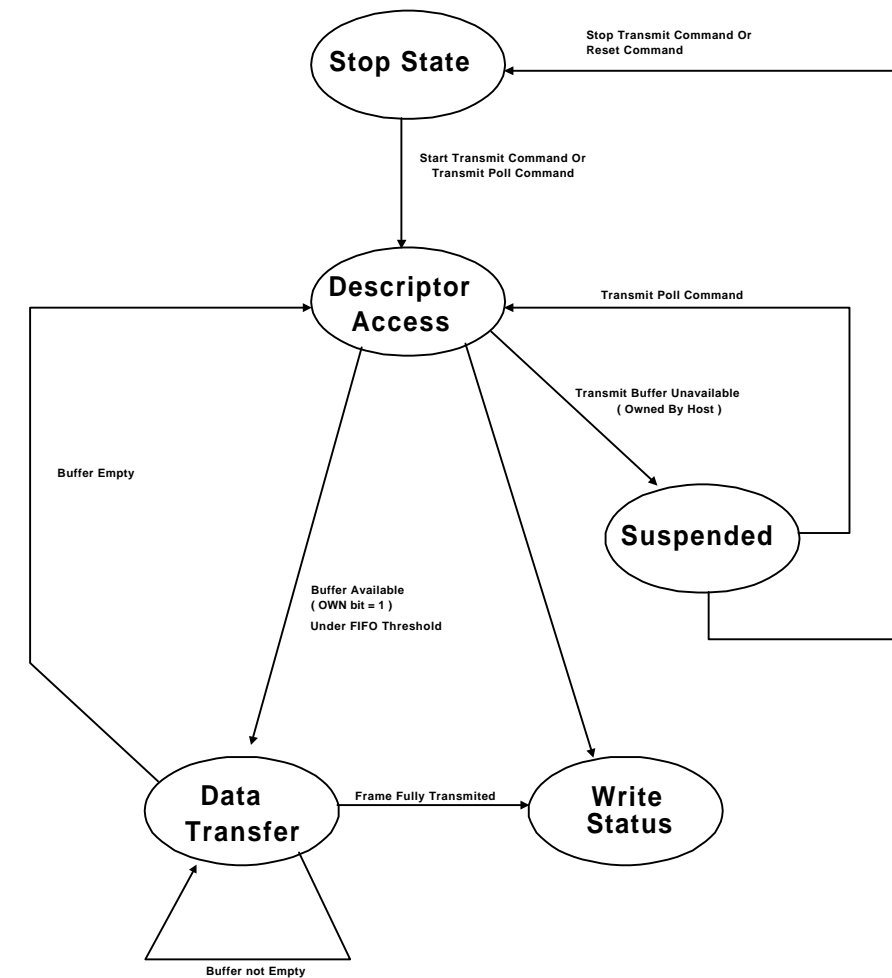 Stop State
Stop Transmit Command Or
Reset Command
Start Transmit Command Or
Transmit Poll Command
Descriptor
Access
Transmit Poll Command
Transmit Buffer Unavailable
( Owned By Host )
Buffer Empty
Suspended
Buffer Available
( OWN bit = 1 )
Under FIFO Threshold
Data
Transfer
Frame Fully Transmited
Write
Status
Buffer not Empty